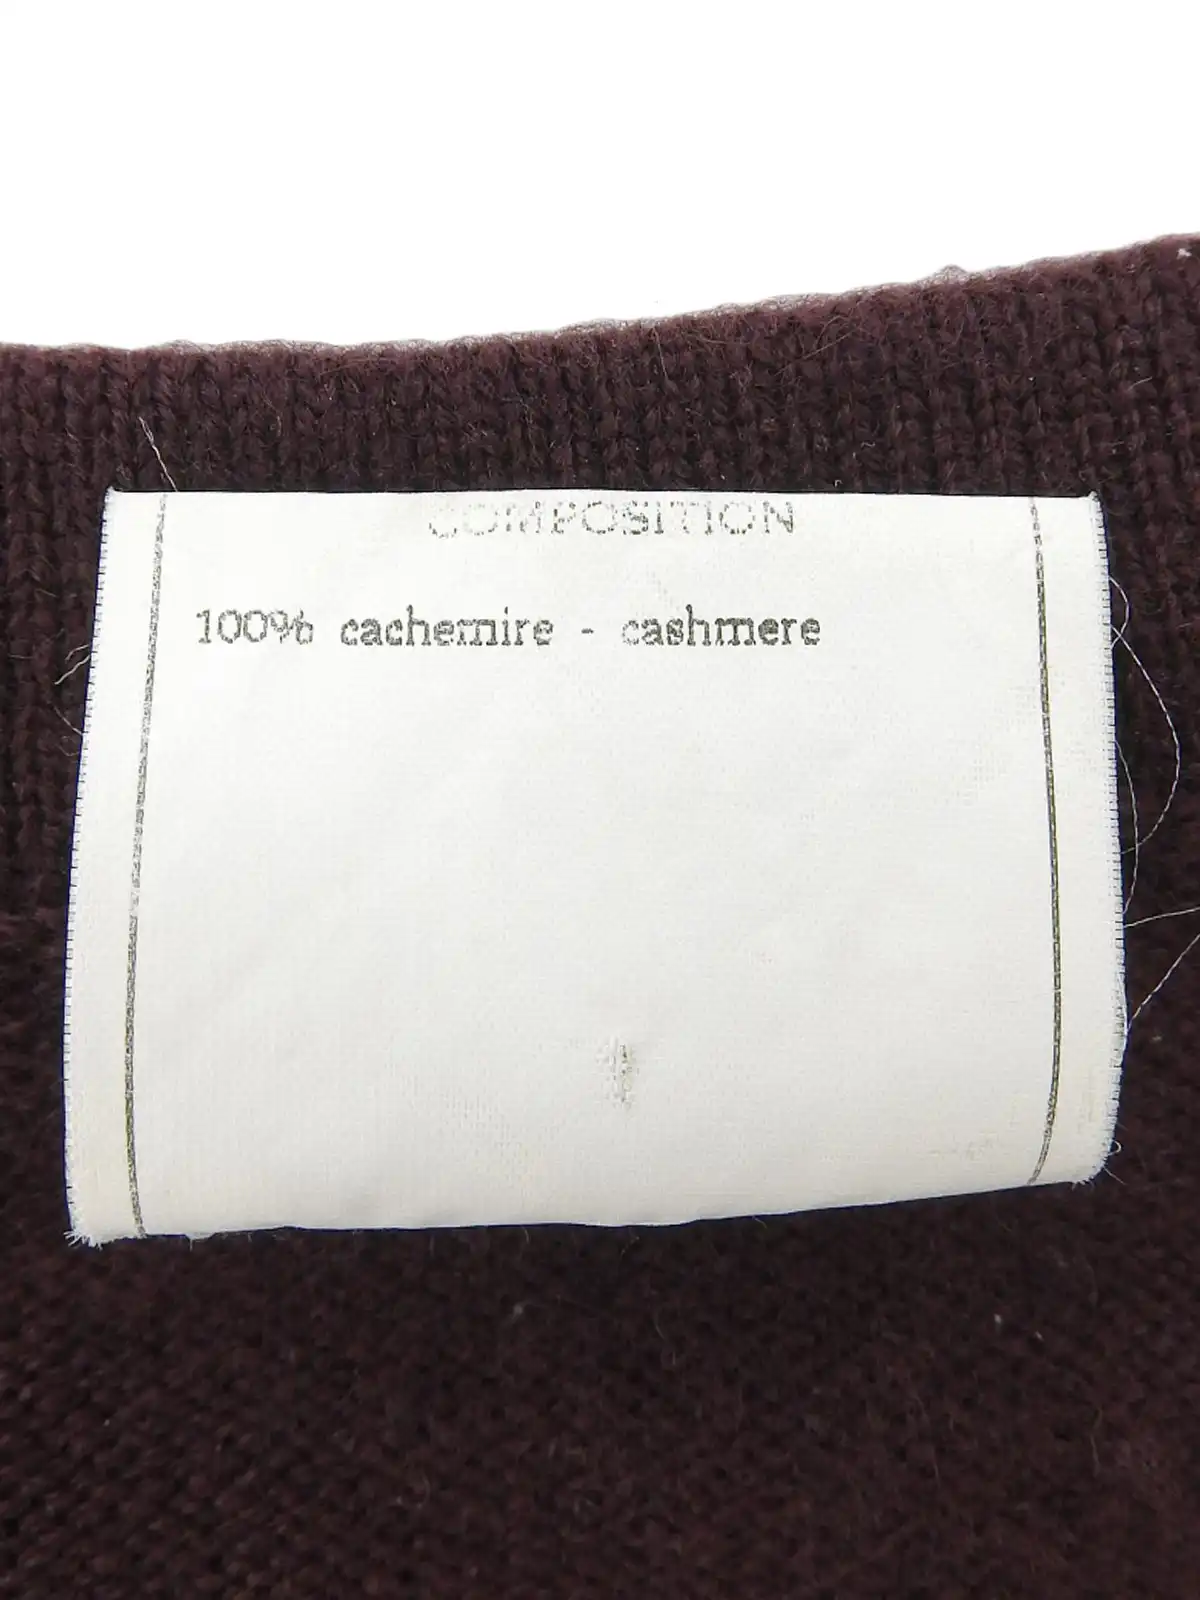 COMPOSITION
100% cachemire - cashmere